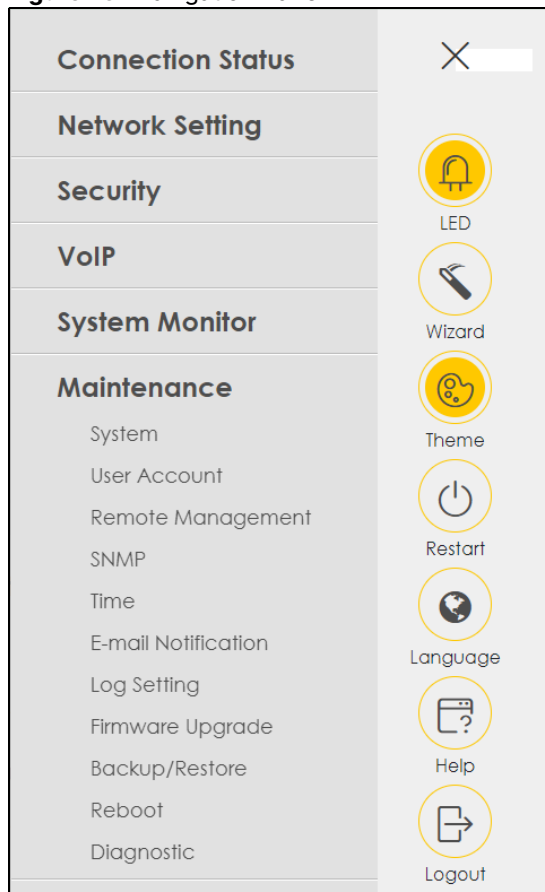 Connection Status
Network Setting
Security
VoIP
System Monitor
Maintenance
System
User Account
Remote Management
SNMP
Time
E-mail Notification
Log Setting
Firmware Upgrade
Backup/Restore
Reboot
Diagnostic
LED
Wizard
Theme
Restart
Language
Help
Logout